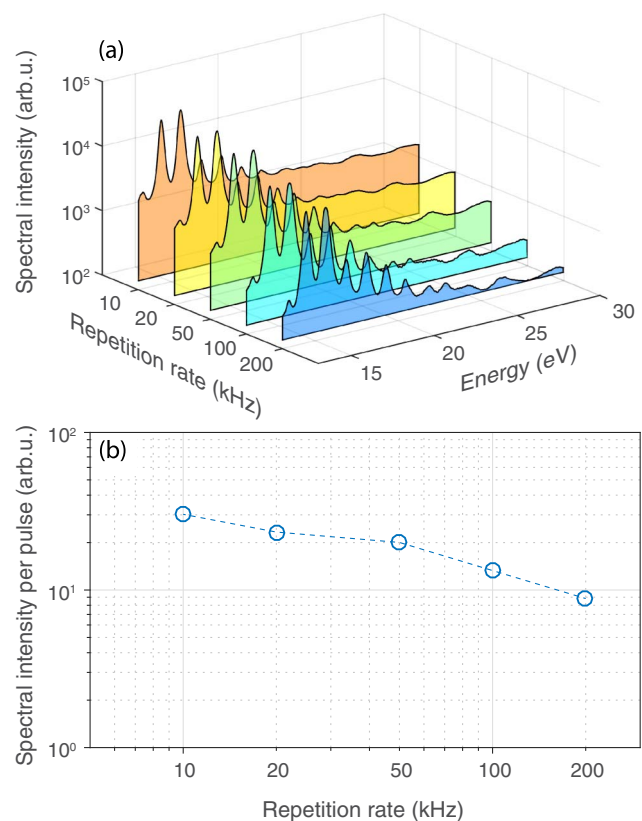 (a)
Spectral intensity (arb.u.)
10⁵
10⁴
10³
10²
10
20
50
100
200
Repetition rate (kHz)
15
20
25
30
Energy (eV)
(b)
Spectral intensity per pulse (arb.u.)
10²
10¹
10⁰
10 20 50 100 200
Repetition rate (kHz)